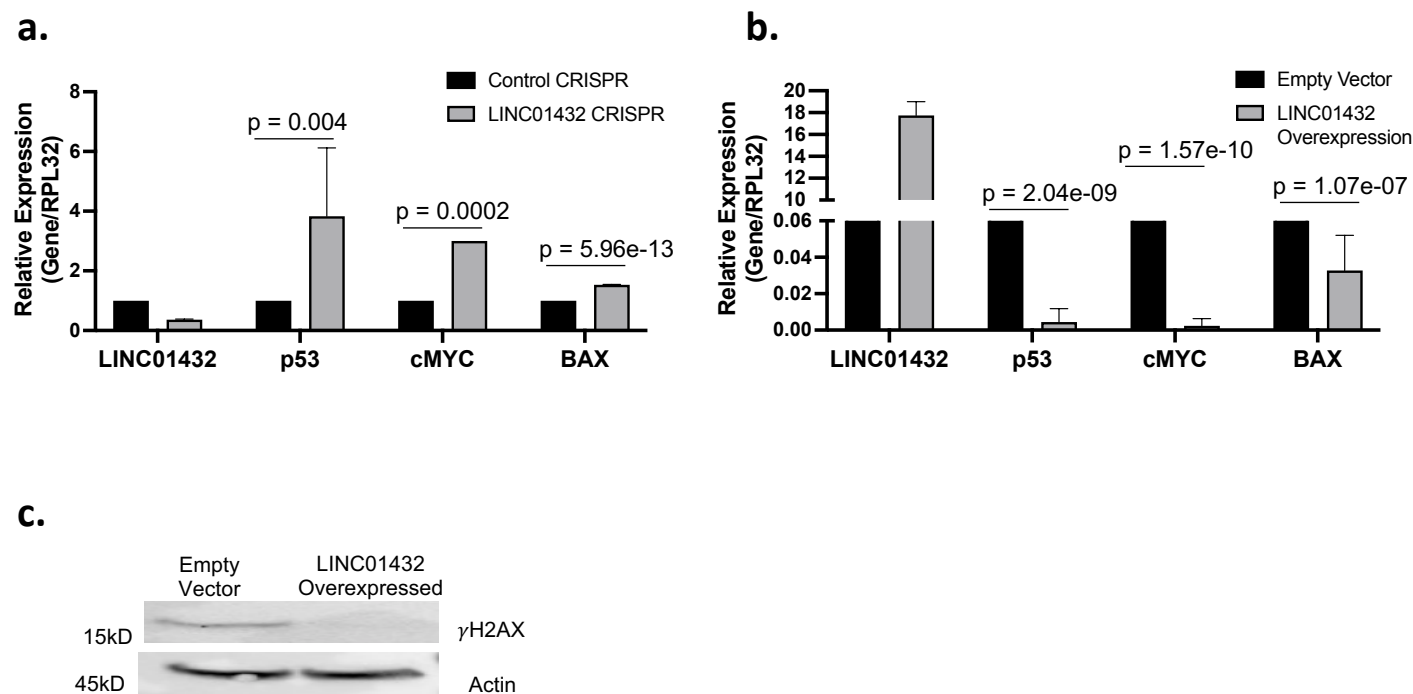 a.
Control CRISPR
LINC01432 CRISPR
Relative Expression
(Gene/RPL32)
8
6
4
2
0
p = 0.004
p = 0.0002
p = 5.96e-13
LINC01432 p53 cMYC BAX
b.
Empty Vector
LINC01432
Overexpression
Relative Expression
(Gene/RPL32)
20
18
16
14
12
10
0.06
0.04
0.02
0.00
p = 2.04e-09
p = 1.57e-10
p = 1.07e-07
LINC01432 p53 cMYC BAX
c.
Empty
Vector
LINC01432
Overexpressed
15kD
γH2AX
45kD
Actin